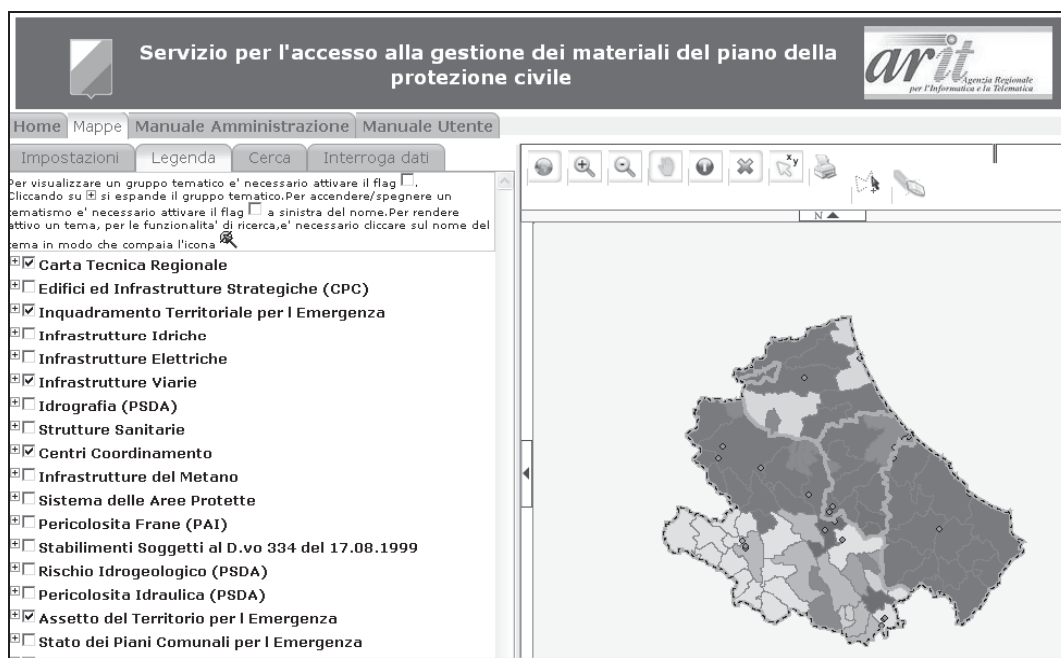 Servizio per l'accesso alla gestione dei materiali del piano della
protezione civile
arit
Agenzia Regionale
per l'Informatica e la Telematica
Home Mappe Manuale Amministrazione Manuale Utente
Impostazioni Legenda Cerca Interroga dati
Per visualizzare un gruppo tematico e' necessario attivare il flag .
Cliccando su si espande il gruppo tematico.Per accendere/spegnere un
tematismo e' necessario attivare il flag a sinistra del nome.Per rendere
attivo un tema, per le funzionalita' di ricerca,e' necessario cliccare sul nome del
tema in modo che compaia l'icona
x y
N
Carta Tecnica Regionale
Edifici ed Infrastrutture Strategiche (CPC)
Inquadramento Territoriale per l Emergenza
Infrastrutture Idriche
Infrastrutture Elettriche
Infrastrutture Viarie
Idrografia (PSDA)
Strutture Sanitarie
Centri Coordinamento
Infrastrutture del Metano
Sistema delle Aree Protette
Pericolosita Frane (PAI)
Stabilimenti Soggetti al D.vo 334 del 17.08.1999
Rischio Idrogeologico (PSDA)
Pericolosita Idraulica (PSDA)
Assetto del Territorio per l Emergenza
Stato dei Piani Comunali per l Emergenza